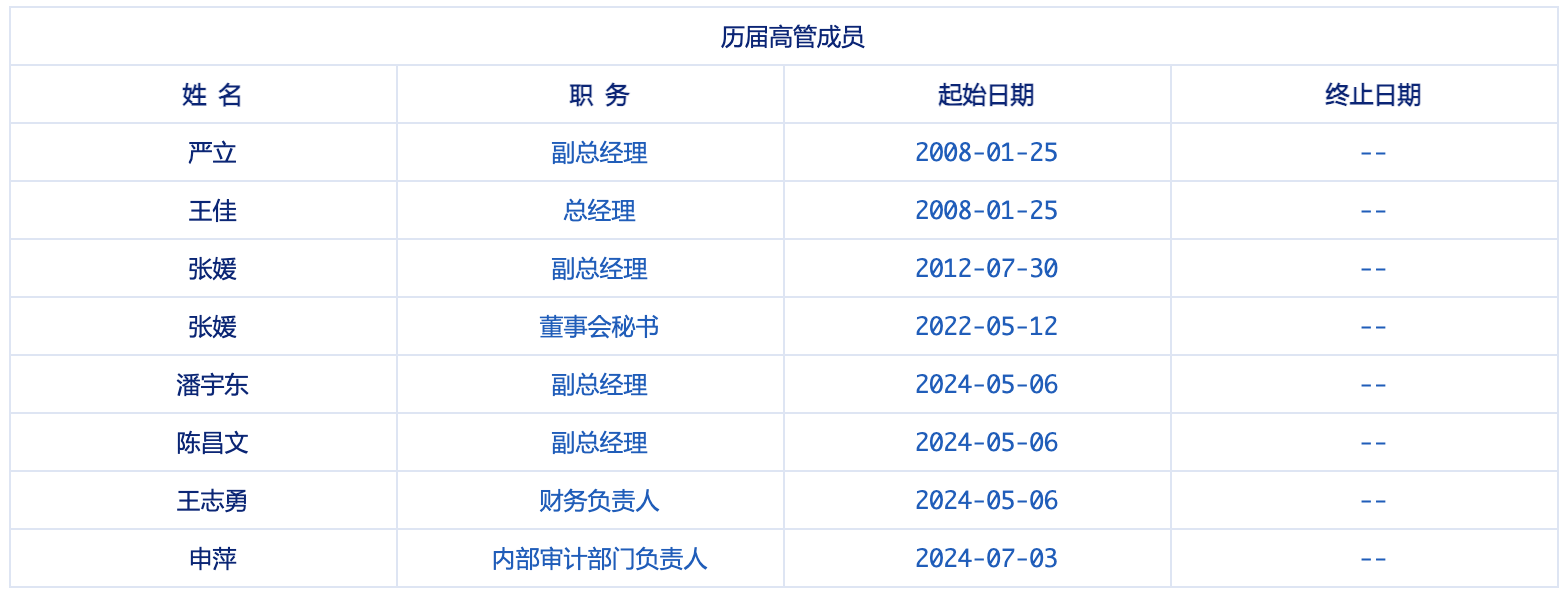 历届高管成员
姓 名 职 务 起始日期 终止日期
严立 副总经理 2008-01-25 --
王佳 总经理 2008-01-25 --
张媛 副总经理 2012-07-30 --
张媛 董事会秘书 2022-05-12 --
潘宇东 副总经理 2024-05-06 --
陈昌文 副总经理 2024-05-06 --
王志勇 财务负责人 2024-05-06 --
申萍 内部审计部门负责人 2024-07-03 --